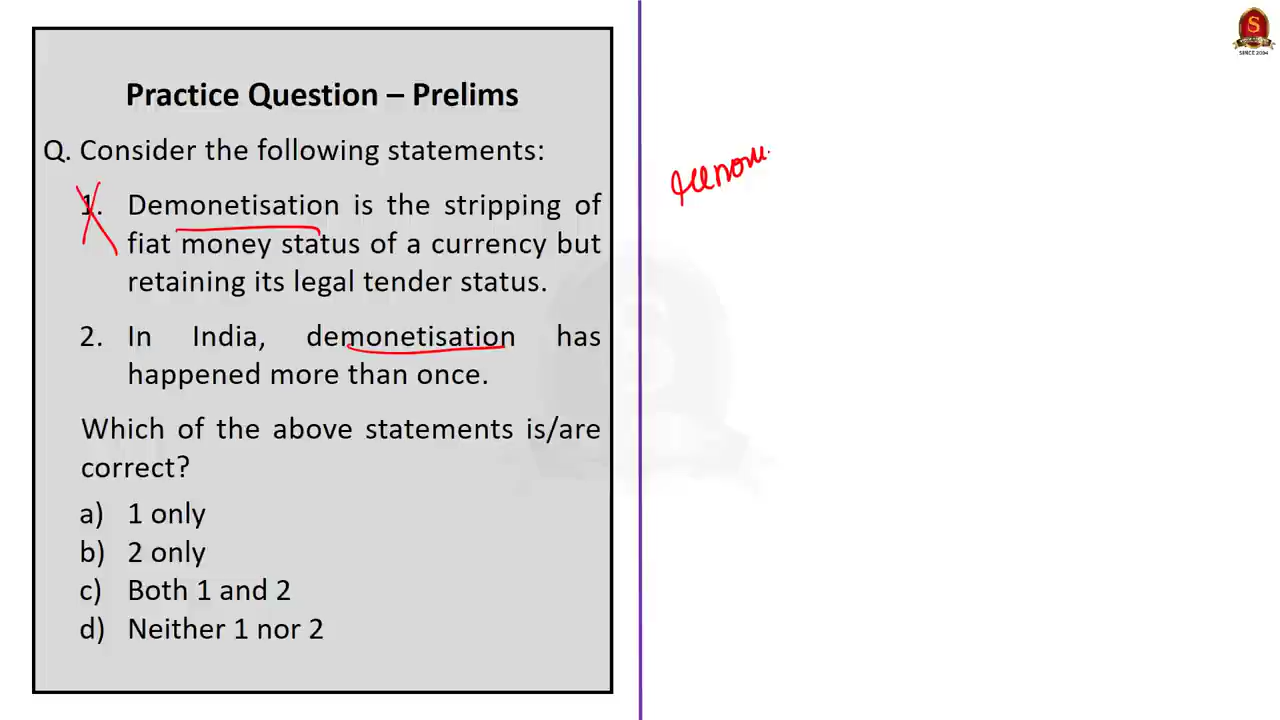 Practice Question – Prelims
Q. Consider the following statements:
1. Demonetisation is the stripping of
fiat money status of a currency but
retaining its legal tender status.
2. In India, demonetisation has
happened more than once.
Which of the above statements is/are
correct?
a) 1 only
b) 2 only
c) Both 1 and 2
d) Neither 1 nor 2
S
SINCE 2004